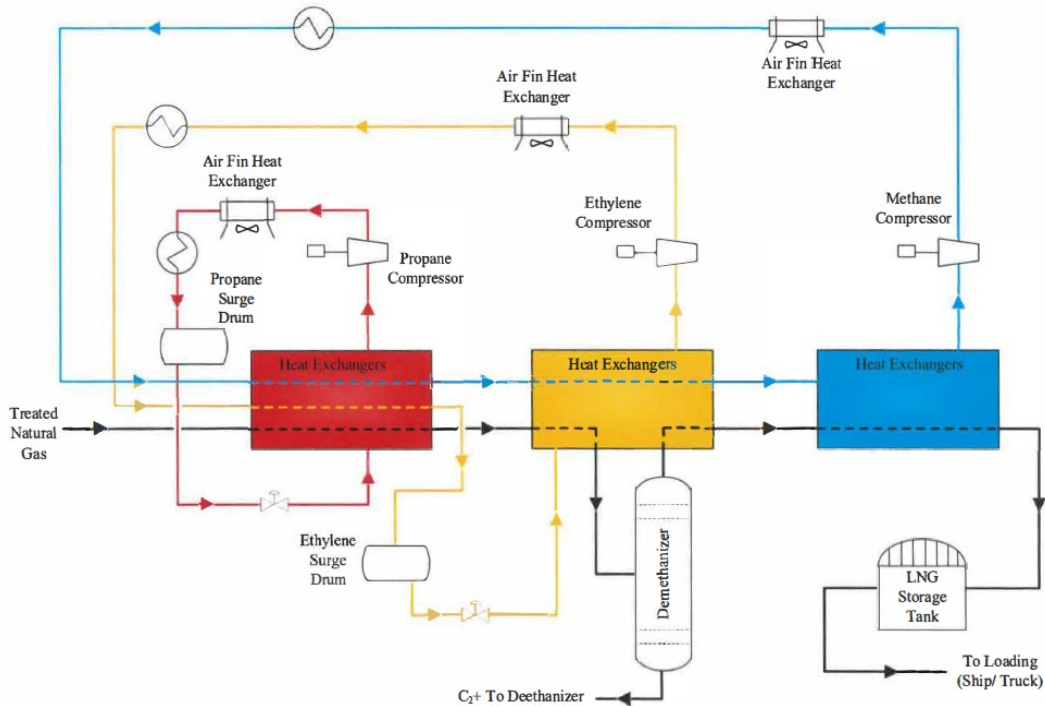 Air Fin Heat
Exchanger
Air Fin Heat
Exchanger
Air Fin Heat
Exchanger
Ethylene
Compressor
Methane
Compressor
Propane
Compressor
Propane
Surge
Drum
Heat Exchangers
Heat Exchangers
Heat Exchangers
Treated
Natural
Gas
Ethylene
Surge
Drum
Demethanizer
LNG
Storage
Tank
To Loading
(Ship/ Truck)
C₂+ To Deethanizer